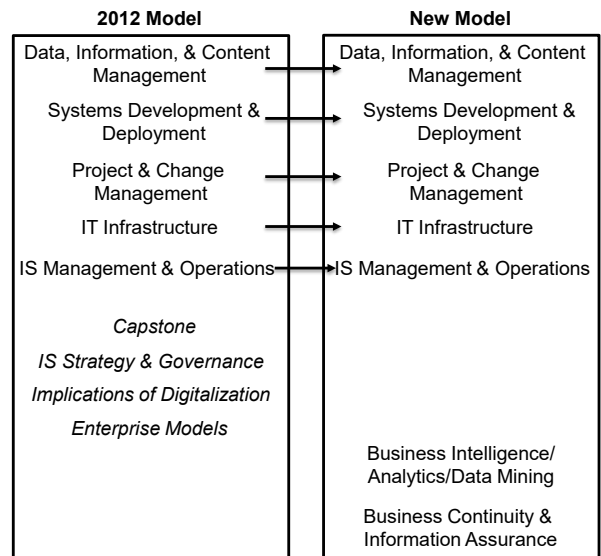 2012 Model
Data, Information, & Content
Management
Systems Development &
Deployment
Project & Change
Management
IT Infrastructure
IS Management & Operations
Capstone
IS Strategy & Governance
Implications of Digitalization
Enterprise Models
New Model
Data, Information, & Content
Management
Systems Development &
Deployment
Project & Change
Management
IT Infrastructure
IS Management & Operations
Business Intelligence/
Analytics/Data Mining
Business Continuity &
Information Assurance